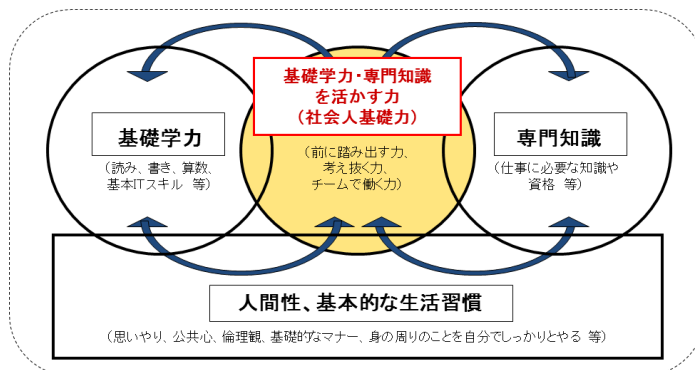 基礎学力・専門知識
を活かす力
(社会人基礎力)
基礎学力
(読み、書き、算数、
基本ITスキル 等)
(前に踏み出す力、
考え抜く力、
チームで働く力)
専門知識
(仕事に必要な知識や
資格 等)
人間性、基本的な生活習慣
(思いやり、公共心、倫理観、基礎的なマナー、身の周りのことを自分でしっかりとやる 等)